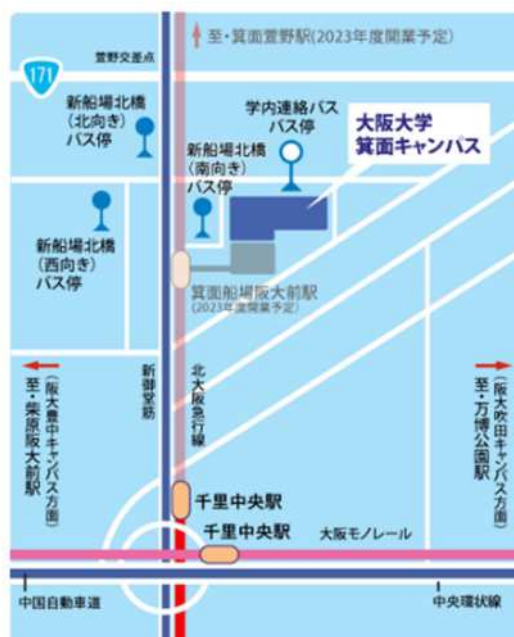 至・箕面萱野駅(2023年度開業予定)
萱野交差点
171
新船場北橋
(北向き)
バス停
学内連絡バス
バス停
大阪大学
箕面キャンパス
新船場北橋
(南向き)
バス停
新船場北橋
(西向き)
バス停
箕面船場阪大前駅
(2023年度開業予定)
(阪大豊中キャンパス方面)
至・柴原阪大前駅
新御堂筋
北大阪急行線
(阪大吹田キャンパス方面)
至・万博公園駅
千里中央駅
千里中央駅
大阪モノレール
中国自動車道
中央環状線